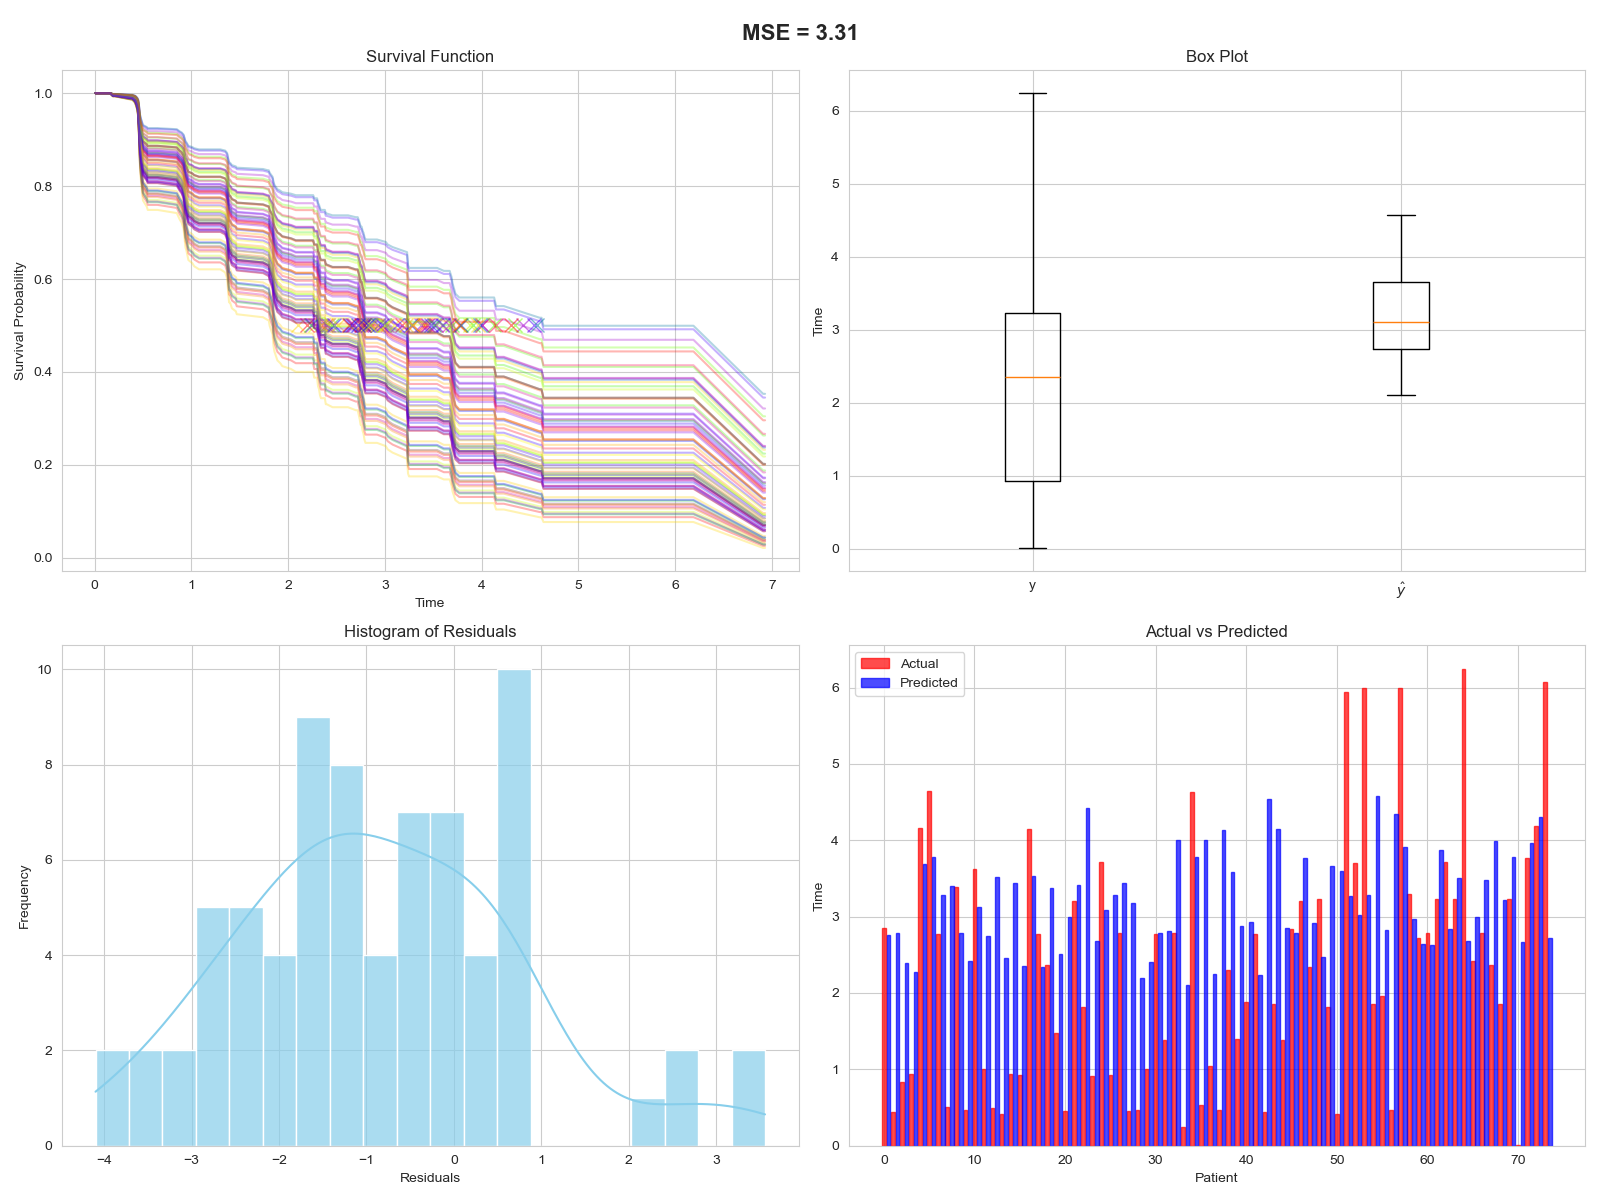 MSE = 3.31
Survival Function
Survival Probability
1.0
0.8
0.6
0.4
0.2
0.0
0 1 2 3 4 5 6 7
Time
Box Plot
Time
6
5
4
3
2
1
0
y ŷ
Histogram of Residuals
Frequency
10
8
6
4
2
0
−4 −3 −2 −1 0 1 2 3
Residuals
Actual vs Predicted
Actual
Predicted
Time
6
5
4
3
2
1
0
0 10 20 30 40 50 60 70
Patient